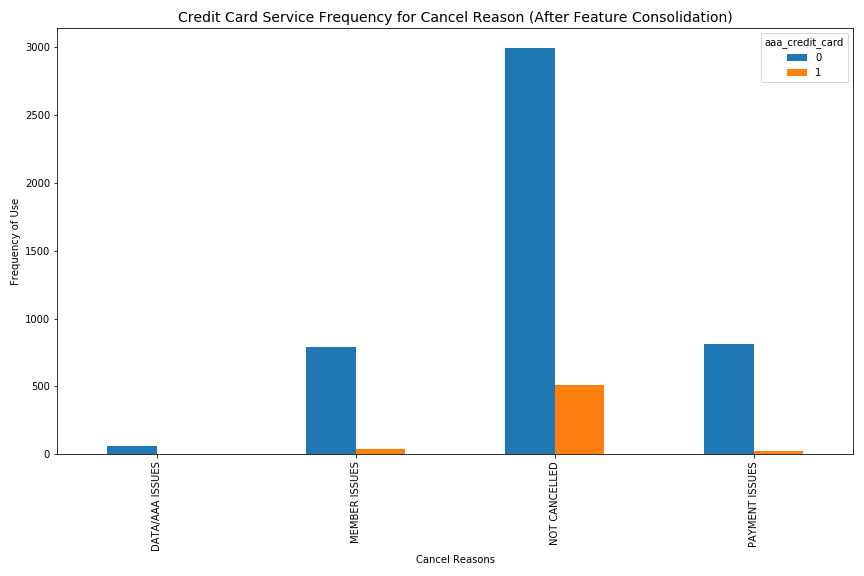 Credit Card Service Frequency for Cancel Reason (After Feature Consolidation)
aaa_credit_card
0
1
Frequency of Use
3000
2500
2000
1500
1000
500
0
DATA/AAA ISSUES
MEMBER ISSUES
NOT CANCELLED
PAYMENT ISSUES
Cancel Reasons